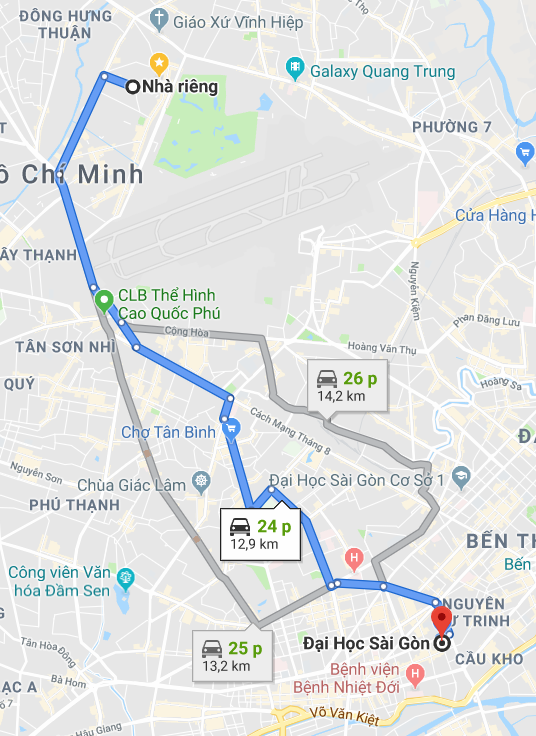 ĐÔNG HƯNG
THUẬN
Giáo Xứ Vĩnh Hiệp
Nhà riêng
Galaxy Quang Trung
PHƯỜNG 7
ồ Chí Minh
Cửa Hàng H
ÂY THẠNH
Nguyễn Kiệm
CLB Thể Hình
Cao Quốc Phú
Phan Đăng Lưu
Cộng Hòa
TÂN SƠN NHÌ
Hoàng Văn Thụ
QUÝ
26 p
14,2 km
Hoàng Sa
Cách Mạng Tháng 8
Chợ Tân Bình
ĐA
Nguyễn Sơn
Chùa Giác Lâm
Đại Học Sài Gòn Cơ Sở 1
PHÚ THẠNH
24 p
12,9 km
BẾN TH
Bến
Công viên Văn
hóa Đầm Sen
NGUYỄN
Ư TRINH
Tân Hòa Đông
25 p
13,2 km
Đại Học Sài Gòn
CẦU KHO
Bệnh viện
Bệnh Nhiệt Đới
Bà Hom
ẠC A
Võ Văn Kiệt
Hậu Giang